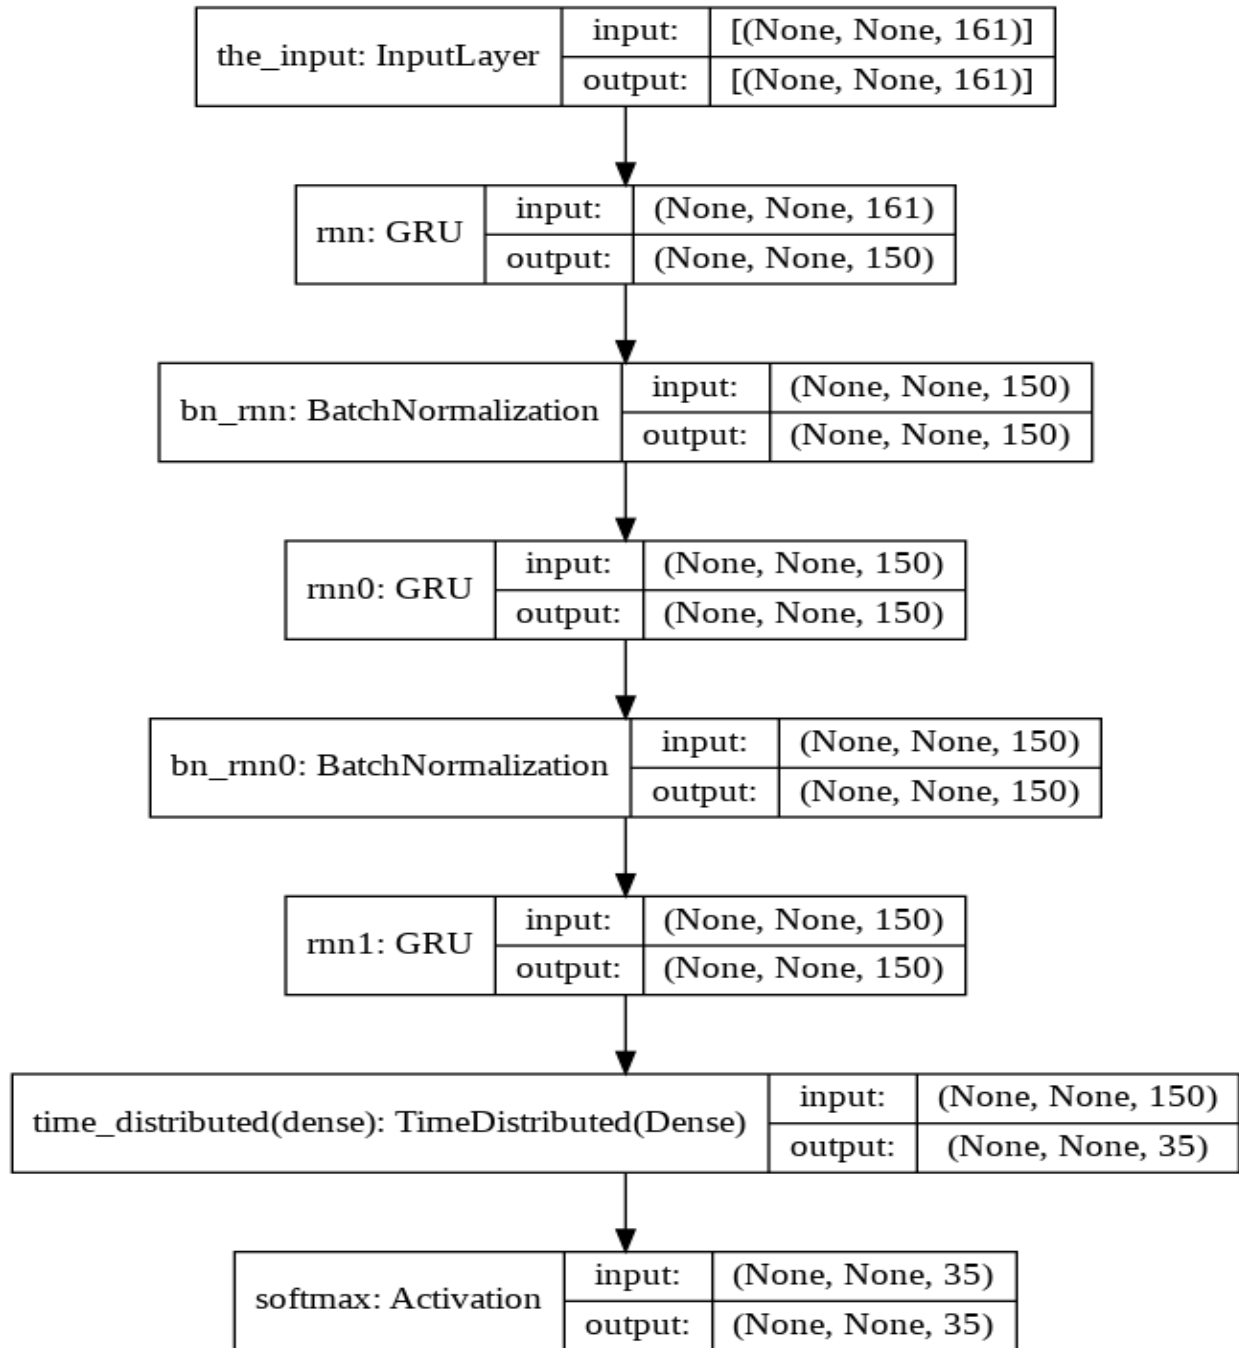 the_input: InputLayer
input: [(None, None, 161)]
output: [(None, None, 161)]
rnn: GRU
input: (None, None, 161)
output: (None, None, 150)
bn_rnn: BatchNormalization
input: (None, None, 150)
output: (None, None, 150)
rnn0: GRU
input: (None, None, 150)
output: (None, None, 150)
bn_rnn0: BatchNormalization
input: (None, None, 150)
output: (None, None, 150)
rnn1: GRU
input: (None, None, 150)
output: (None, None, 150)
time_distributed(dense): TimeDistributed(Dense)
input: (None, None, 150)
output: (None, None, 35)
softmax: Activation
input: (None, None, 35)
output: (None, None, 35)